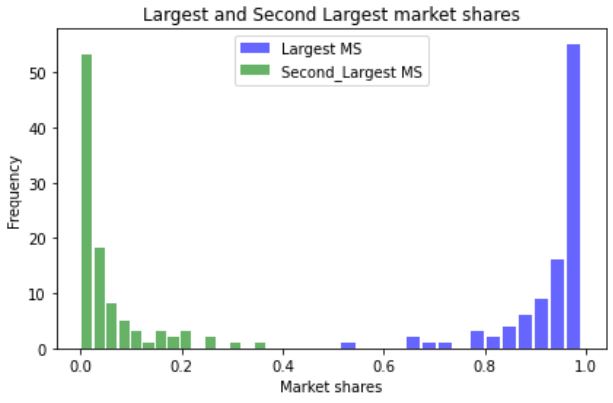 Largest and Second Largest market shares
Largest MS
Second_Largest MS
Frequency
50
40
30
20
10
0
0.0 0.2 0.4 0.6 0.8 1.0
Market shares